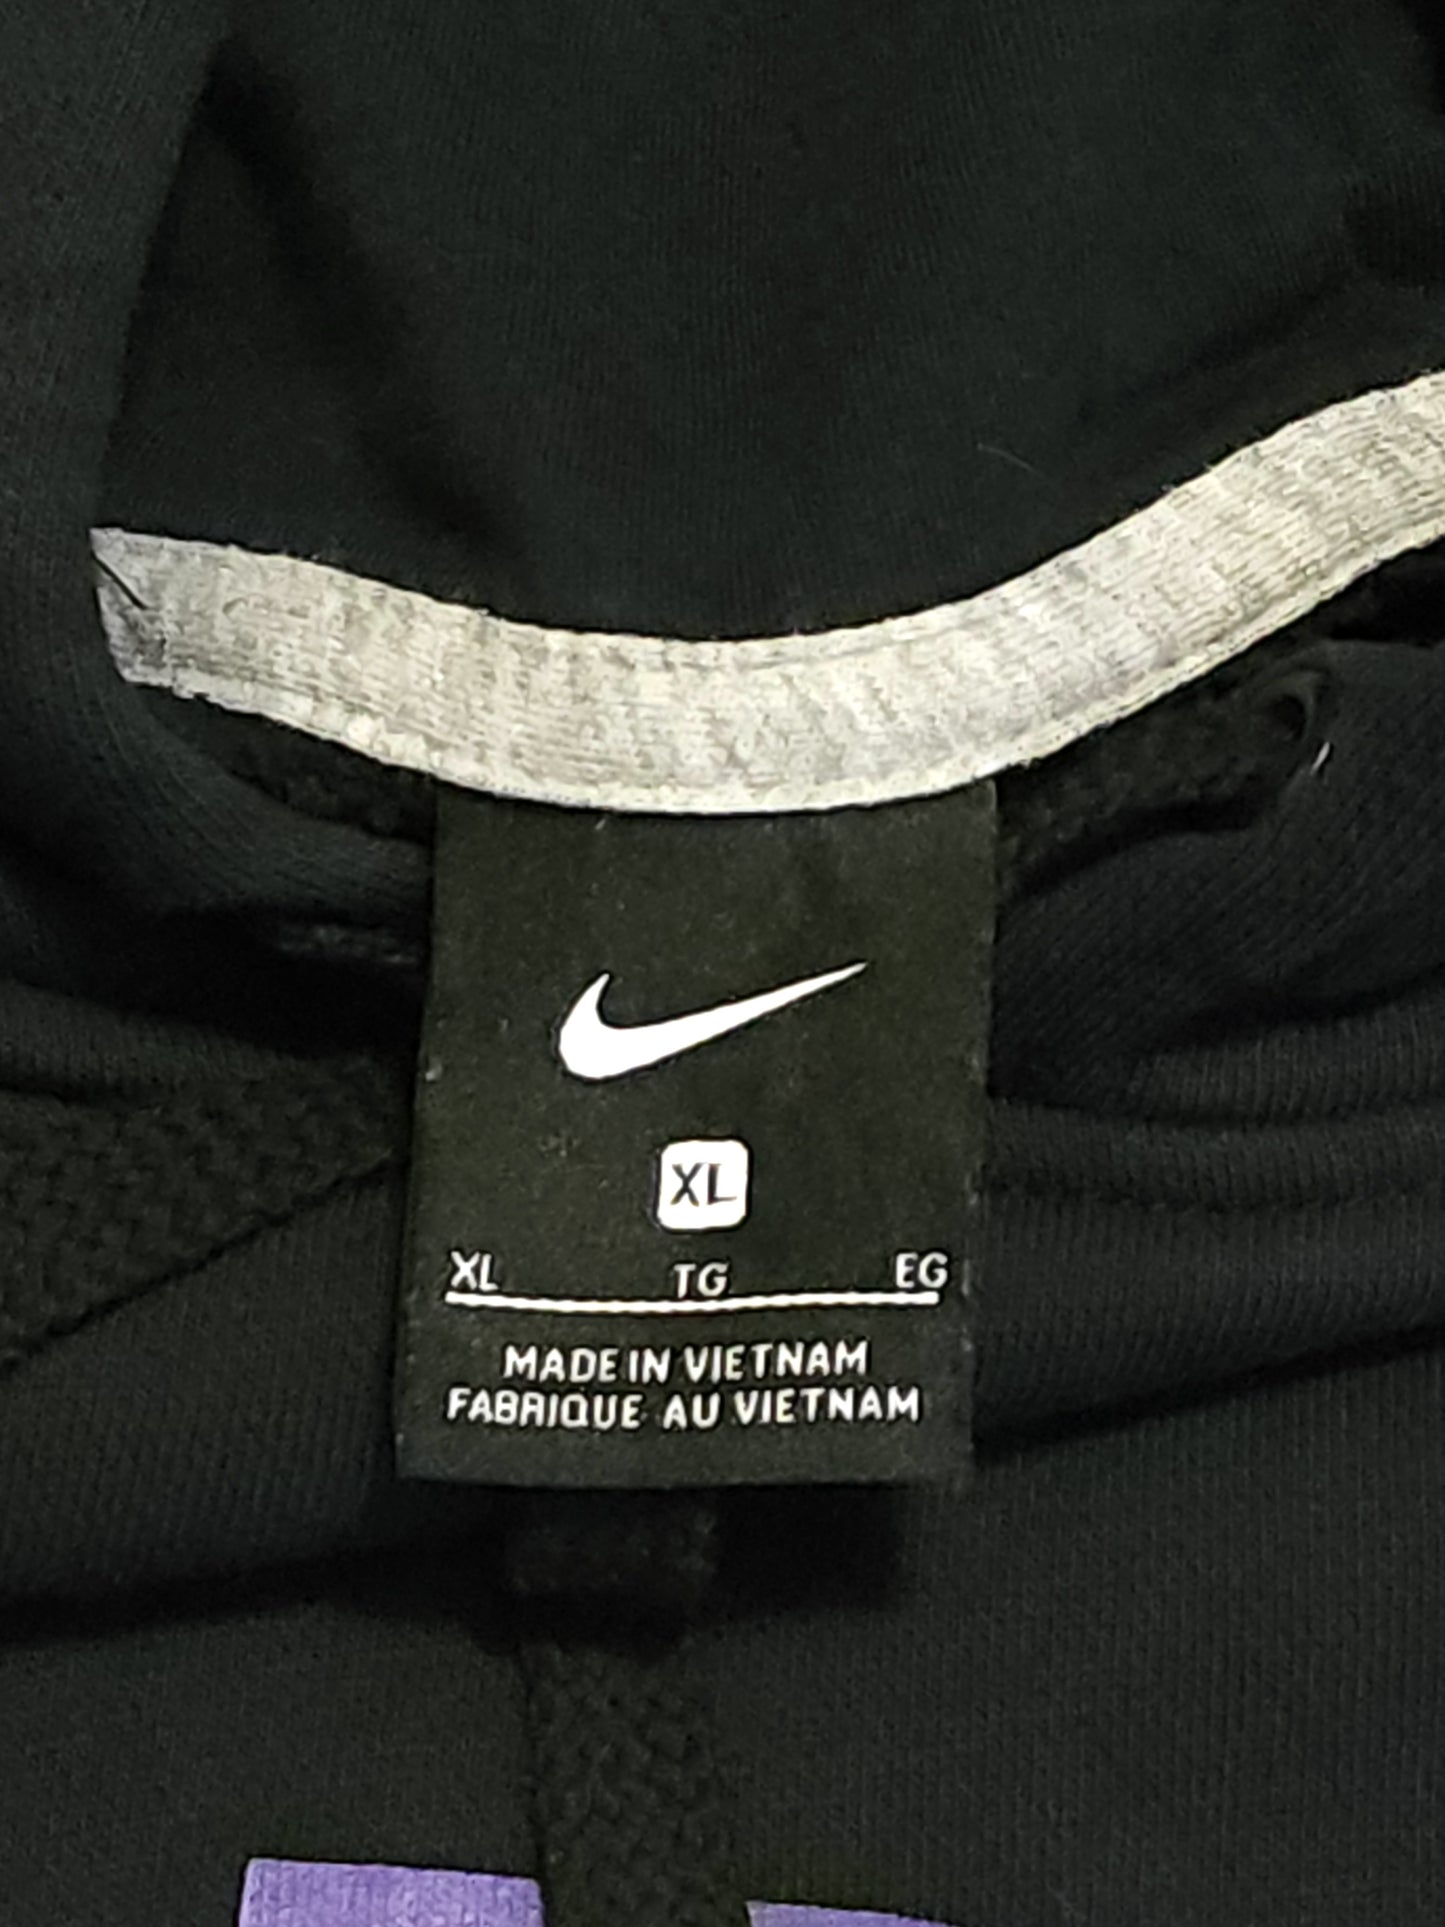 XL
XL TG EG
MADE IN VIETNAM
FABRIQUE AU VIETNAM